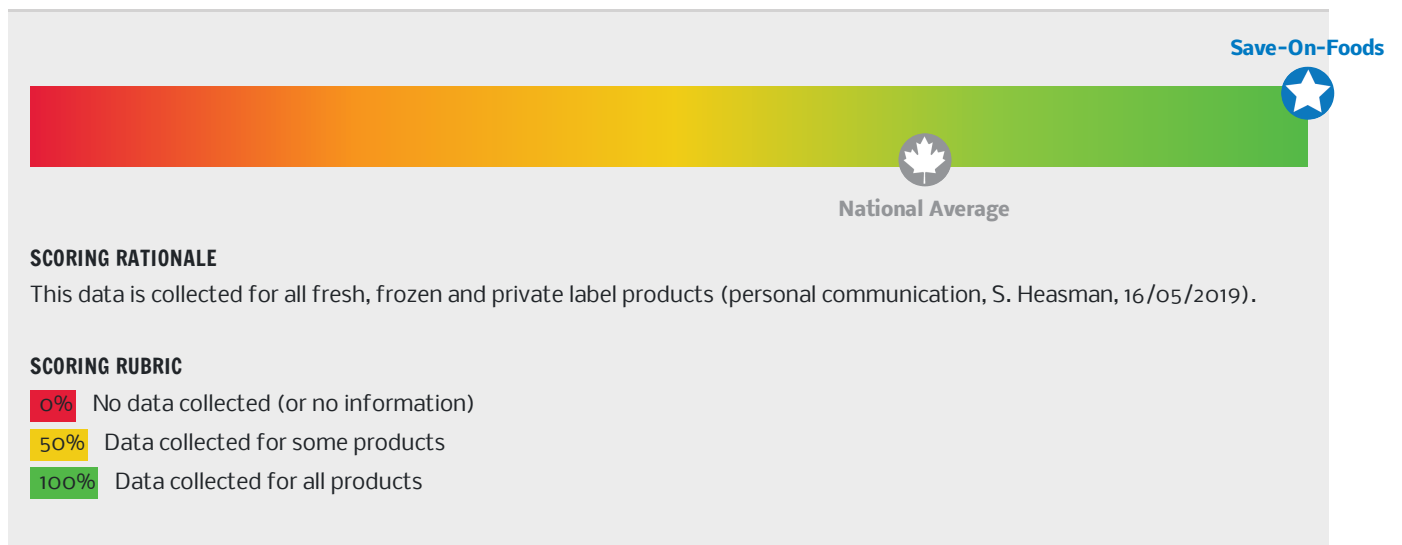 Save-On-Foods
National Average
SCORING RATIONALE
This data is collected for all fresh, frozen and private label products (personal communication, S. Heasman, 16/05/2019).
SCORING RUBRIC
0% No data collected (or no information)
50% Data collected for some products
100% Data collected for all products